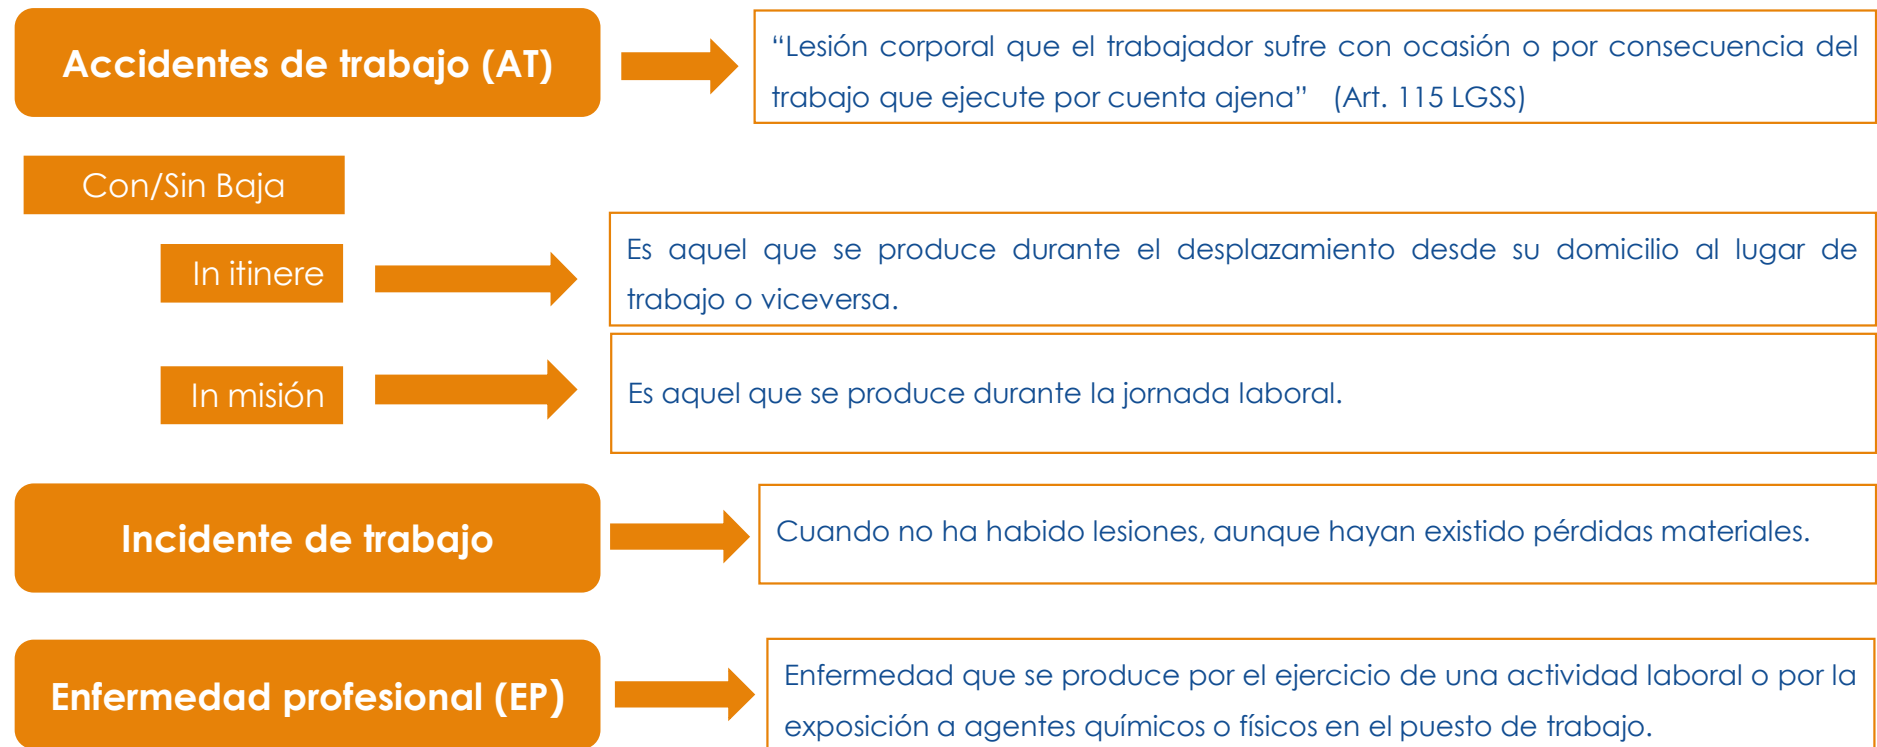 Accidentes de trabajo (AT)
“Lesión corporal que el trabajador sufre con ocasión o por consecuencia del
trabajo que ejecute por cuenta ajena” (Art. 115 LGSS)
Con/Sin Baja
In itinere
Es aquel que se produce durante el desplazamiento desde su domicilio al lugar de
trabajo o viceversa.
In misión
Es aquel que se produce durante la jornada laboral.
Incidente de trabajo
Cuando no ha habido lesiones, aunque hayan existido pérdidas materiales.
Enfermedad profesional (EP)
Enfermedad que se produce por el ejercicio de una actividad laboral o por la
exposición a agentes químicos o físicos en el puesto de trabajo.